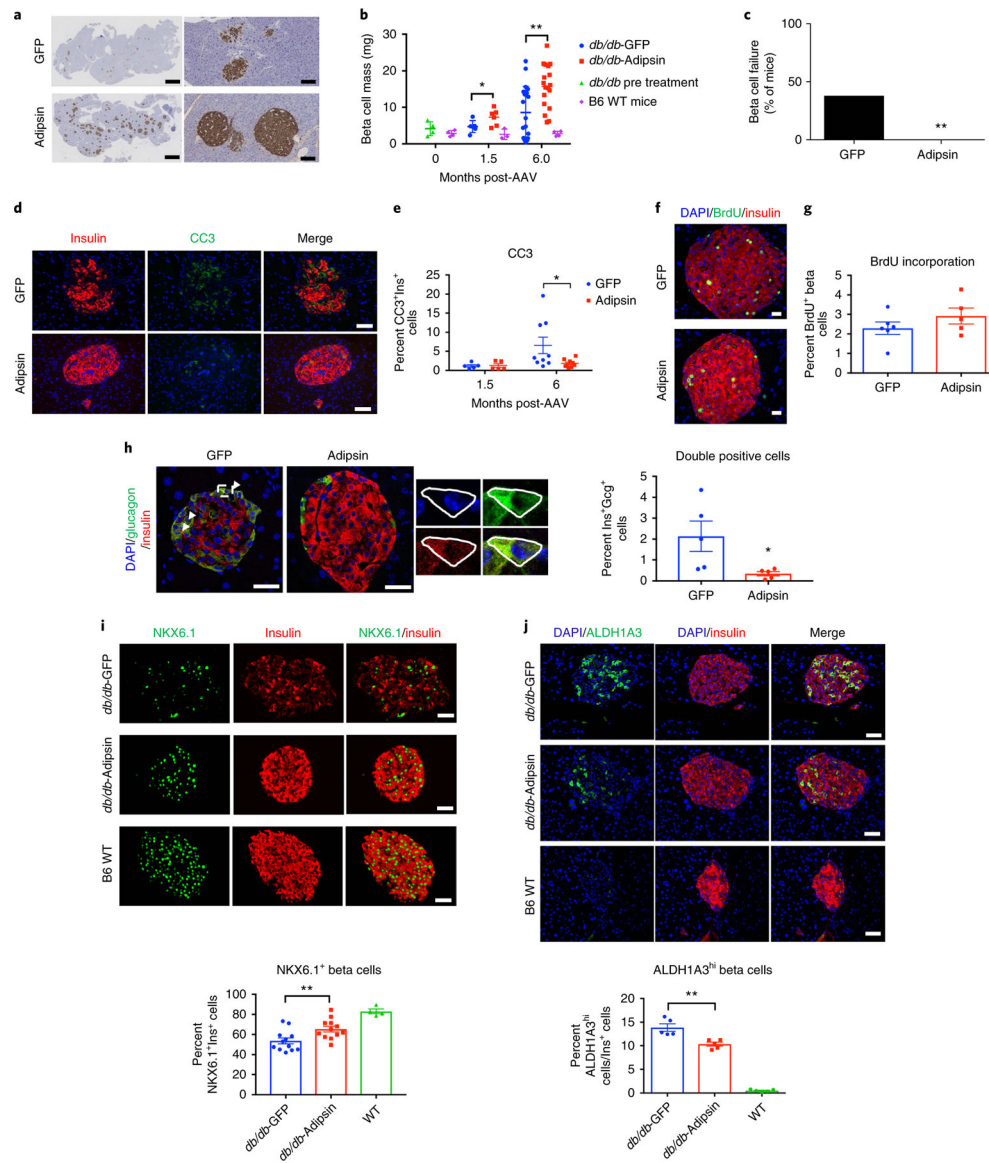 a
GFP
Adipsin
b
Beta cell mass (mg)
30
20
10
0
0
1.5
6.0
Months post-AAV
*
**
db/db-GFP
db/db-Adipsin
db/db pre treatment
B6 WT mice
c
Beta cell failure
(% of mice)
100
50
0
**
GFP
Adipsin
d
Insulin
CC3
Merge
GFP
Adipsin
e
CC3
Percent CC3+Ins+
cells
25
20
15
10
5
0
*
GFP
Adipsin
1.5
6
Months post-AAV
f
DAPI/BrdU/insulin
GFP
Adipsin
g
BrdU incorporation
Percent BrdU+ beta
cells
5
4
3
2
1
0
GFP
Adipsin
h
GFP
Adipsin
DAPI/glucagon
/insulin
Double positive cells
Percent Ins+Gcg+
cells
5
4
3
2
1
0
*
GFP
Adipsin
i
NKX6.1
Insulin
NKX6.1/insulin
db/db-GFP
db/db-Adipsin
B6 WT
NKX6.1+ beta cells
Percent
NKX6.1+Ins+ cells
100
80
60
40
20
0
**
db/db-GFP
db/db-Adipsin
WT
j
DAPI/ALDH1A3
DAPI/insulin
Merge
db/db-GFP
db/db-Adipsin
B6 WT
ALDH1A3hi beta cells
Percent
ALDH1A3hi
cells/Ins+ cells
20
15
10
5
0
**
db/db-GFP
db/db-Adipsin
WT